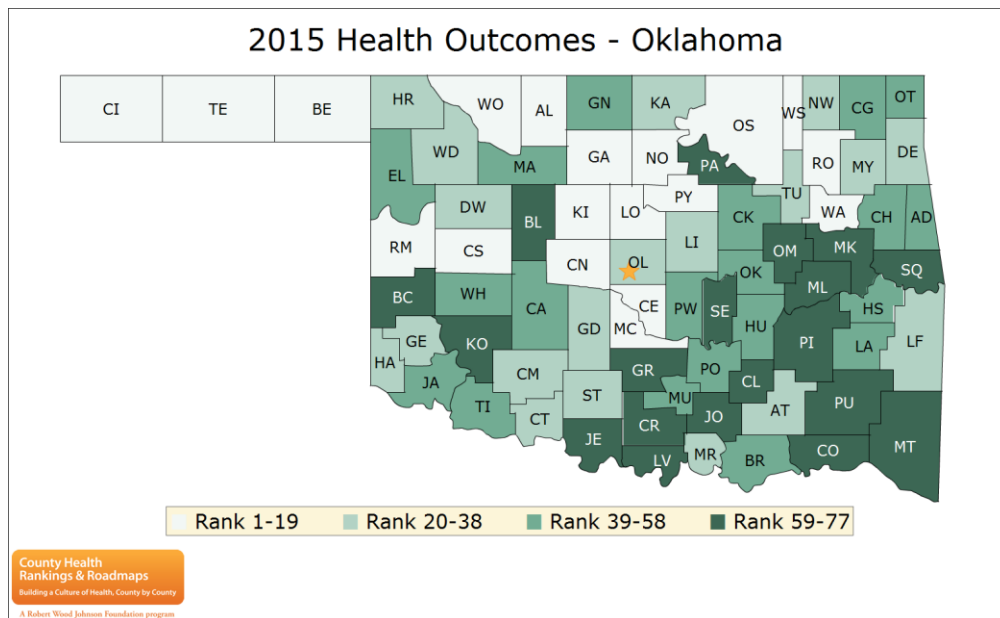 2015 Health Outcomes - Oklahoma
CI TE BE HR WO AL GN KA OS WS NW CG OT
WD MA GA NO PA RO MY DE
EL DW BL KI LO PY TU WA CH AD
RM CS CN OL LI CK OM MK SQ
BC WH CA CE PW SE OK ML HS
HA GE KO GD MC HU PI LA LF
JA CM GR PO CL
TI CT ST MU JO AT PU MT
JE CR LV MR BR CO
Rank 1-19 Rank 20-38 Rank 39-58 Rank 59-77
County Health
Rankings & Roadmaps
Building a Culture of Health, County by County
A Robert Wood Johnson Foundation program